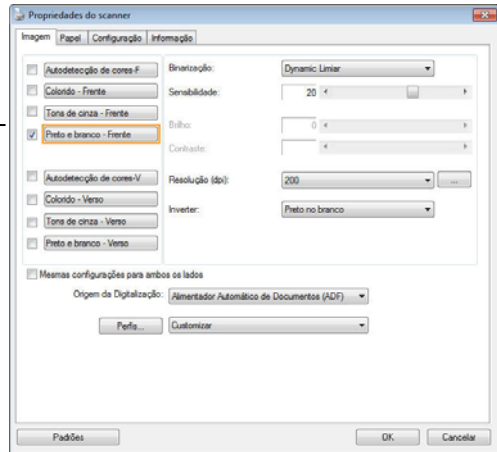 Propriedades do scanner
Imagem Papel Configuração Informação
Autodetecção de cores-F
Colorido - Frente
Tons de cinza - Frente
Preto e branco - Frente
Autodetecção de cores-V
Colorido - Verso
Tons de cinza - Verso
Preto e branco - Verso
Binarização: Dynamic Limiar
Sensibilidade: 20
Brilho: 0
Contraste:
Resolução (dpi): 200 ...
Inverter: Preto no branco
Mesmas configurações para ambos os lados
Origem da Digitalização: Alimentador Automático de Documentos (ADF)
Perfis... Customizar
Padrões OK Cancelar